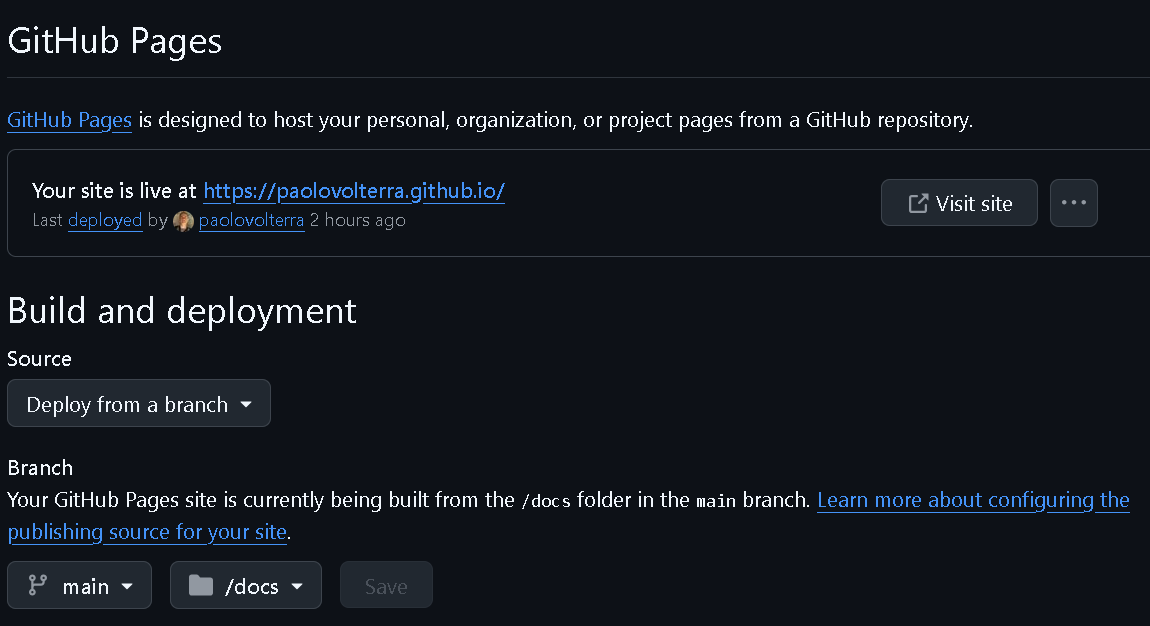 GitHub Pages
GitHub Pages is designed to host your personal, organization, or project pages from a GitHub repository.
Your site is live at https://paolovolterra.github.io/
Last deployed by paolovolterra 2 hours ago
Visit site
Build and deployment
Source
Deploy from a branch
Branch
Your GitHub Pages site is currently being built from the /docs folder in the main branch. Learn more about configuring the
publishing source for your site.
main
/docs
Save